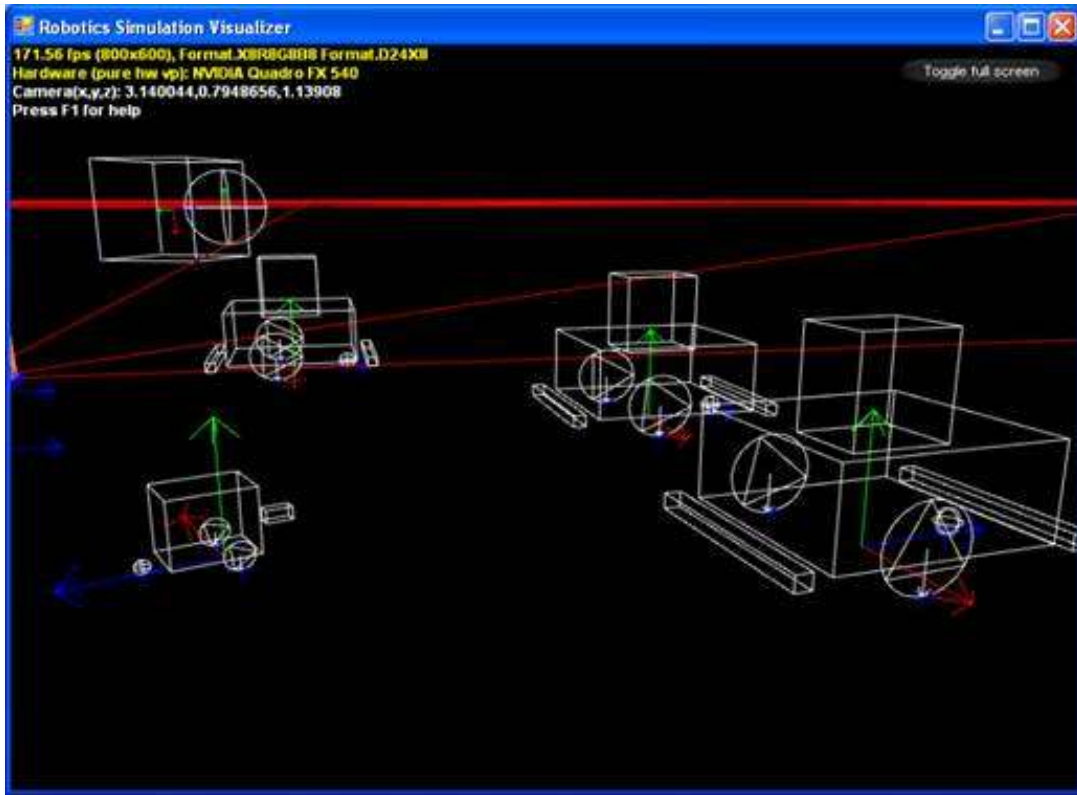 Robotics Simulation Visualizer
171.56 fps (800x600), Format.X8R8G8B8 Format.D24X8
Hardware (pure hw vp): NVIDIA Quadro FX 540
Toggle full screen
Camera(x,y,z): 3.140044,0.7948656,1.13908
Press F1 for help